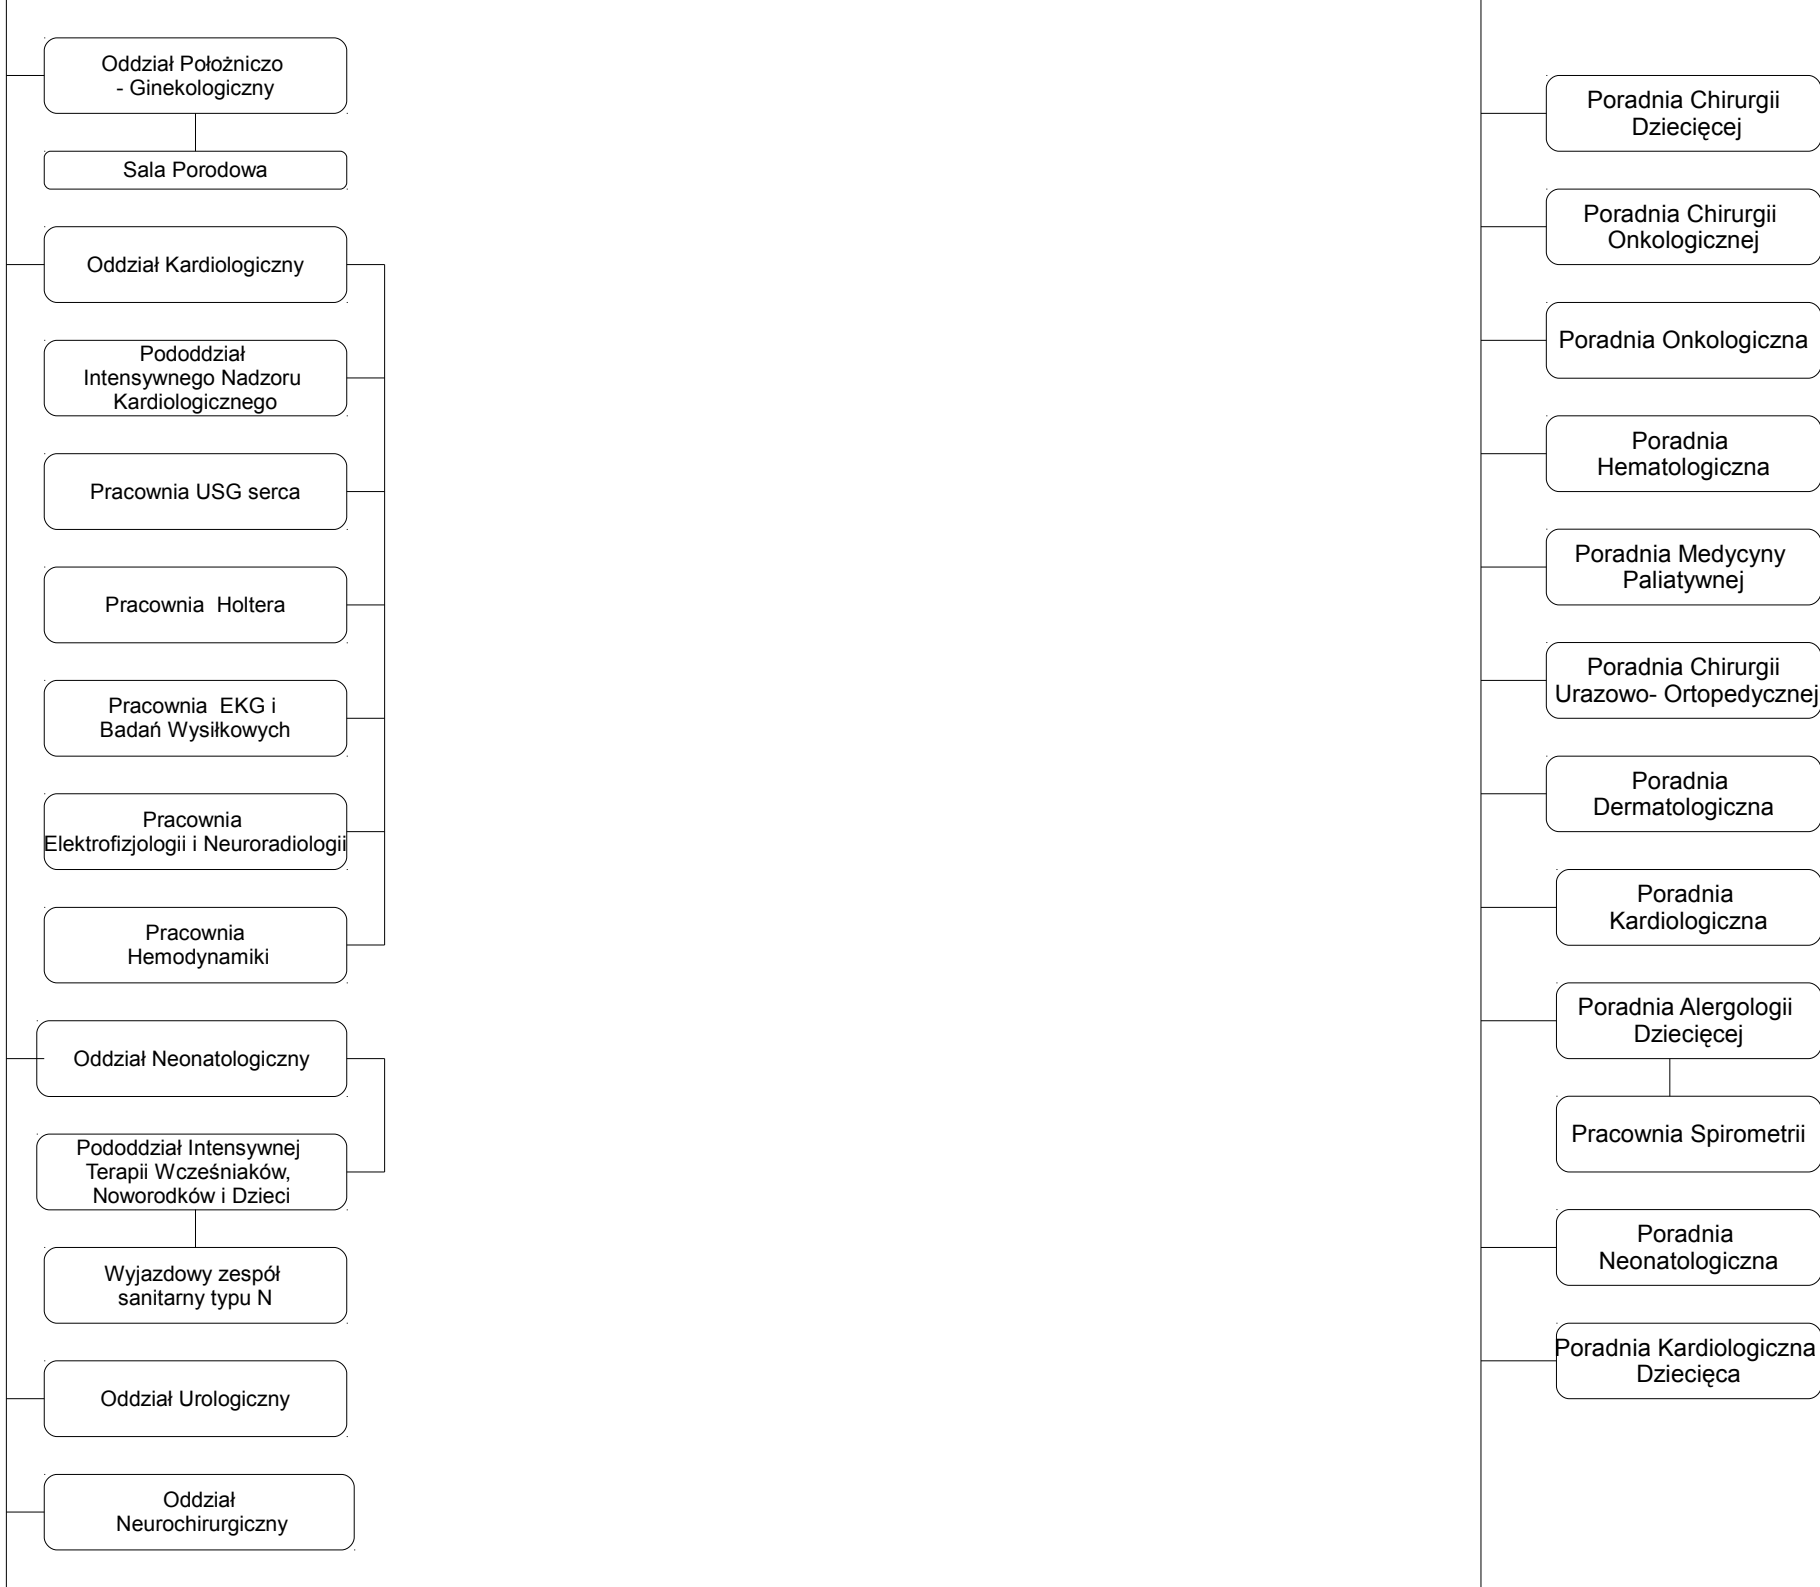 Oddział Położniczo
- Ginekologiczny
Sala Porodowa
Oddział Kardiologiczny
Pododdział
Intensywnego Nadzoru
Kardiologicznego
Pracownia USG serca
Pracownia Holtera
Pracownia EKG i
Badań Wysiłkowych
Pracownia
Elektrofizjologii i Neuroradiologii
Pracownia
Hemodynamiki
Oddział Neonatologiczny
Pododdział Intensywnej
Terapii Wcześniaków,
Noworodków i Dzieci
Wyjazdowy zespół
sanitarny typu N
Oddział Urologiczny
Oddział
Neurochirurgiczny
Poradnia Chirurgii
Dziecięcej
Poradnia Chirurgii
Onkologicznej
Poradnia Onkologiczna
Poradnia
Hematologiczna
Poradnia Medycyny
Paliatywnej
Poradnia Chirurgii
Urazowo- Ortopedycznej
Poradnia
Dermatologiczna
Poradnia
Kardiologiczna
Poradnia Alergologii
Dziecięcej
Pracownia Spirometrii
Poradnia
Neonatologiczna
Poradnia Kardiologiczna
Dziecięca